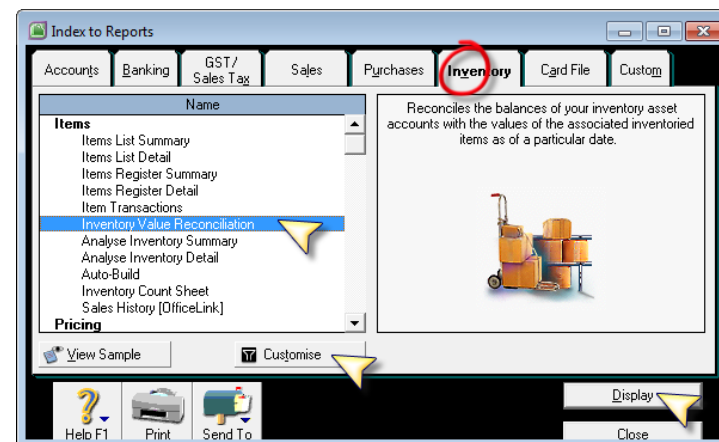 Index to Reports
Accounts
Banking
GST/
Sales Tax
Sales
Purchases
Inventory
Card File
Custom
Name
Items
Items List Summary
Items List Detail
Items Register Summary
Items Register Detail
Item Transactions
Inventory Value Reconciliation
Analyse Inventory Summary
Analyse Inventory Detail
Auto-Build
Inventory Count Sheet
Sales History [OfficeLink]
Pricing
Reconciles the balances of your inventory asset
accounts with the values of the associated inventoried
items as of a particular date.
View Sample
Customise
Display
Help F1
Print
Send To
Close